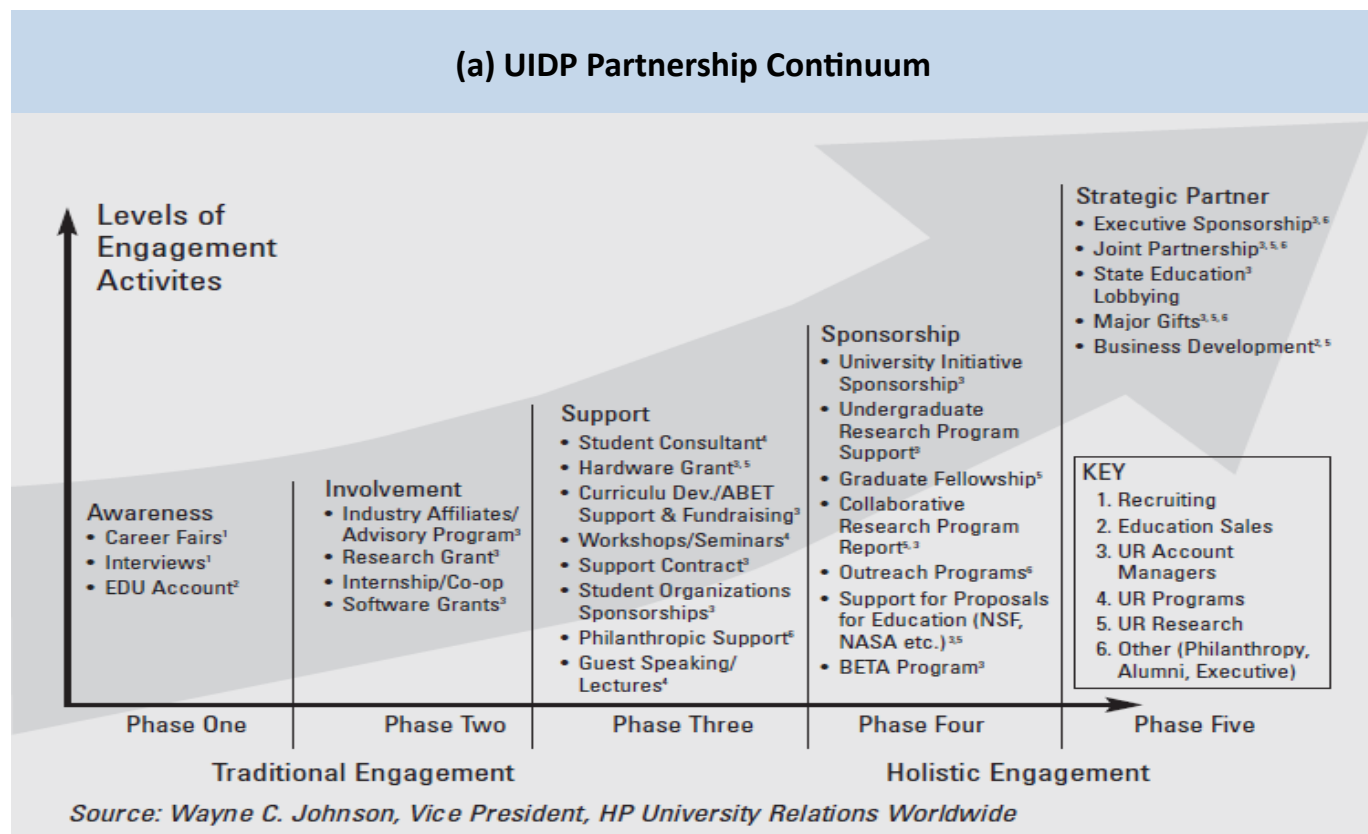 (a) UIDP Partnership Continuum
Levels of
Engagement
Activites
Awareness
• Career Fairs¹
• Interviews¹
• EDU Account²
Involvement
• Industry Affiliates/
Advisory Program³
• Research Grant³
• Internship/Co-op
• Software Grants³
Support
• Student Consultant⁴
• Hardware Grant³,⁵
• Curriculu Dev./ABET
Support & Fundraising³
• Workshops/Seminars⁴
• Support Contract³
• Student Organizations
Sponsorships³
• Philanthropic Support⁶
• Guest Speaking/
Lectures⁴
Sponsorship
• University Initiative
Sponsorship³
• Undergraduate
Research Program
Support³
• Graduate Fellowship⁵
• Collaborative
Research Program
Report⁵,³
• Outreach Programs⁶
• Support for Proposals
for Education (NSF,
NASA etc.)³,⁵
• BETA Program³
Strategic Partner
• Executive Sponsorship³,⁶
• Joint Partnership³,⁵,⁶
• State Education³
Lobbying
• Major Gifts³,⁵,⁶
• Business Development²,⁵
KEY
1. Recruiting
2. Education Sales
3. UR Account
Managers
4. UR Programs
5. UR Research
6. Other (Philanthropy,
Alumni, Executive)
Phase One
Phase Two
Phase Three
Phase Four
Phase Five
Traditional Engagement
Holistic Engagement
Source: Wayne C. Johnson, Vice President, HP University Relations Worldwide